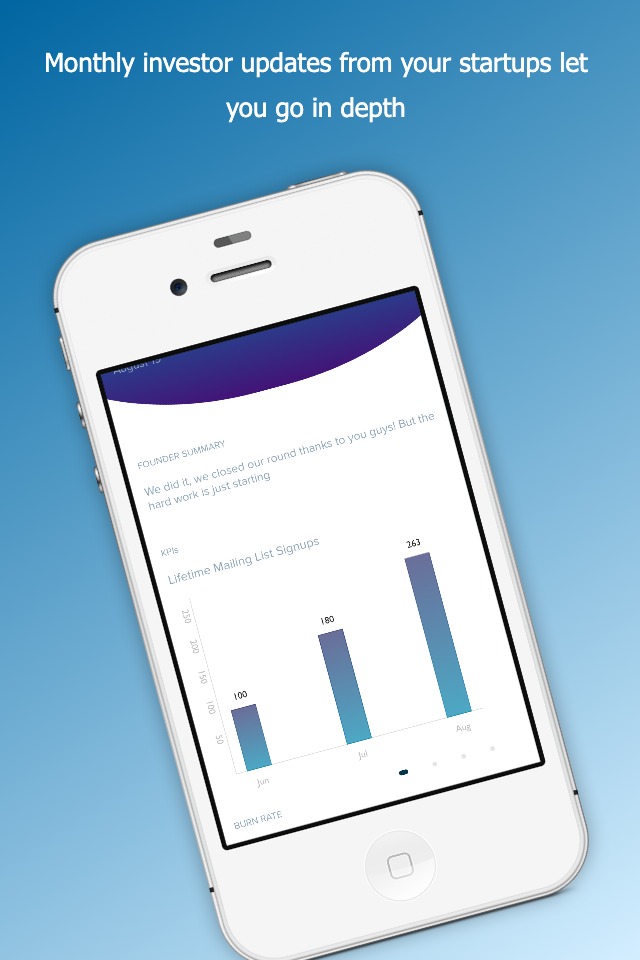 Monthly investor updates from your startups let
you go in depth
August 15
FOUNDER SUMMARY
We did it, we closed our round thanks to you guys! But the
hard work is just starting
KPIs
Lifetime Mailing List Signups
250
200
150
100
50
100
180
263
Jun
Jul
Aug
BURN RATE